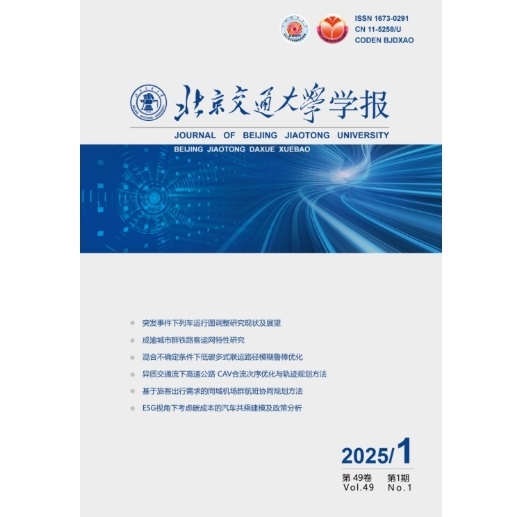 ISSN 1673-0291
CN 11-5258/U
CODEN BJDXAO
北京交通大学学报
JOURNAL OF BEIJING JIAOTONG UNIVERSITY
BEIJING JIAOTONG DAXUE XUEBAO
突发事件下列车运行图调整研究现状及展望
成渝城市群铁路客运网特性研究
混合不确定条件下低碳多式联运路径模糊鲁棒优化
异质交通流下高速公路 CAV合流次序优化与轨迹规划方法
基于旅客出行需求的同城机场群航班协同规划方法
ESG视角下考虑碳成本的汽车共乘建模及政策分析
2025/1
第49卷 第1期
Vol.49 No.1